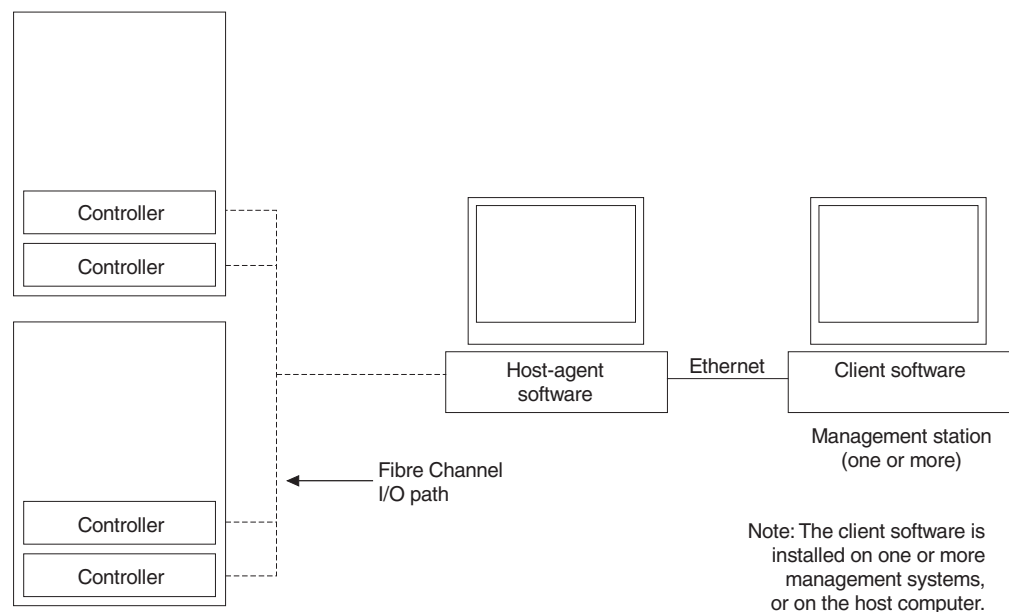 Controller
Controller
Controller
Controller
Host-agent
software
Ethernet
Client software
Management station
(one or more)
Fibre Channel
I/O path
Note: The client software is
installed on one or more
management systems,
or on the host computer.